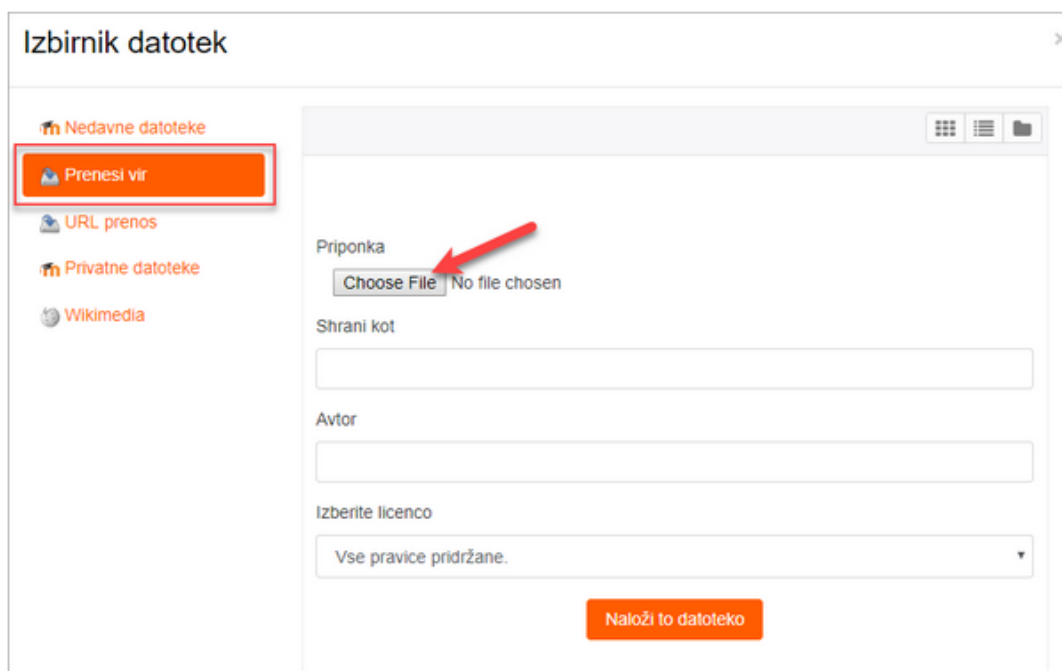 Izbirnik datotek
×
Nedavne datoteke
Prenesi vir
URL prenos
Privatne datoteke
Wikimedia
Priponka
Choose File No file chosen
Shrani kot
Avtor
Izberite licenco
Vse pravice pridržane.
Naloži to datoteko